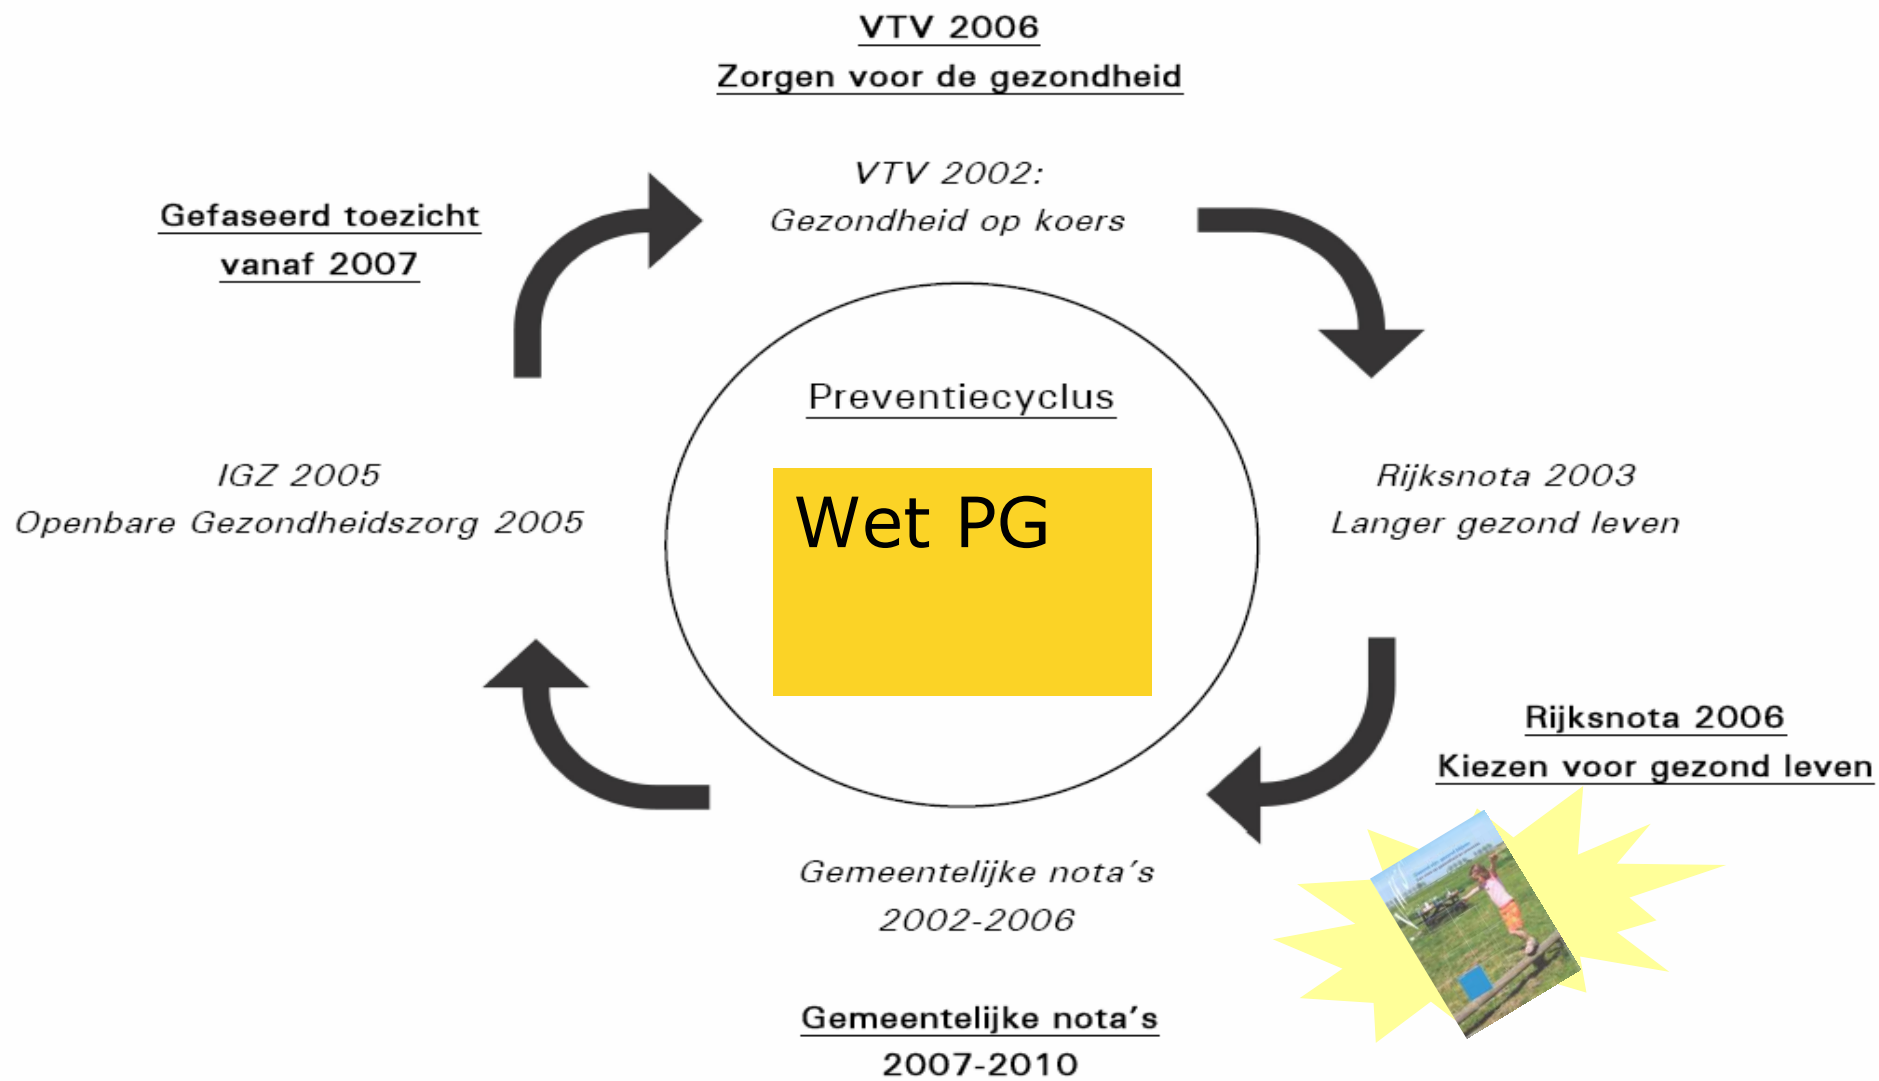 VTV 2006
Zorgen voor de gezondheid
VTV 2002:
Gezondheid op koers
Gefaseerd toezicht
vanaf 2007
Preventiecyclus
Wet PG
IGZ 2005
Openbare Gezondheidszorg 2005
Rijksnota 2003
Langer gezond leven
Rijksnota 2006
Kiezen voor gezond leven
Gemeentelijke nota's
2002-2006
Gemeentelijke nota's
2007-2010